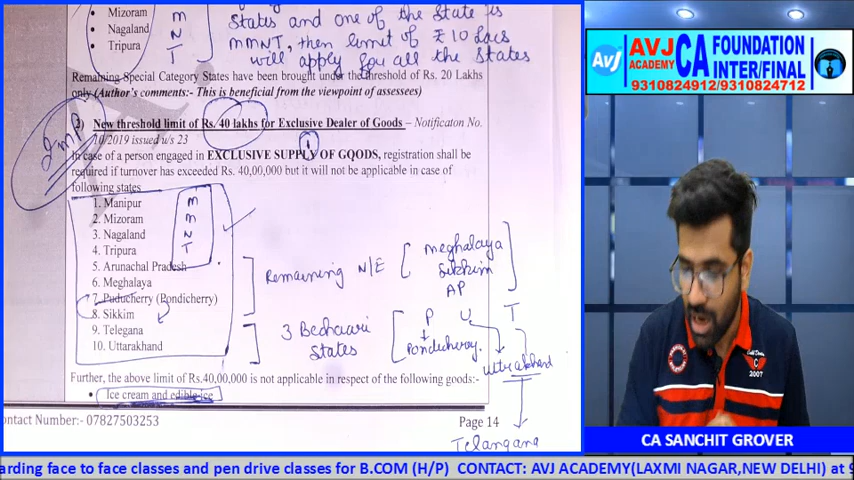 • Mizoram
• Nagaland
• Tripura
M
N
T
States and one of the State is
MMNT, then limit of ₹ 10 Lacs
will apply for all the States
Remaining Special Category States have been brought under the threshold of Rs. 20 Lakhs
only (Author's comments:- This is beneficial from the viewpoint of assessees)
Imp
2) New threshold limit of Rs. 40 lakhs for Exclusive Dealer of Goods – Notificaton No.
10/2019 issued u/s 23
In case of a person engaged in EXCLUSIVE SUPPLY OF GOODS, registration shall be
required if turnover has exceeded Rs. 40,00,000 but it will not be applicable in case of
following states
1. Manipur M
2. Mizoram M
3. Nagaland N
4. Tripura T
5. Arunachal Pradesh
6. Meghalaya
7. Puducherry (Pondicherry)
8. Sikkim
9. Telegana
10. Uttarakhand
Remaining N/E
Meghalaya
Sikkim
AP
3 Bechaari
States
P U T
Pondicherry
Uttrakhand
Telangana
Further, the above limit of Rs.40,00,000 is not applicable in respect of the following goods:-
• Ice cream and edible ice
Contact Number:- 07827503253
Page 14
AVJ
AVJ
ACADEMY
CA
FOUNDATION
INTER/FINAL
9310824912/9310824712
CA SANCHIT GROVER
arding face to face classes and pen drive classes for B.COM (H/P) CONTACT: AVJ ACADEMY(LAXMI NAGAR,NEW DELHI) at 9
2007